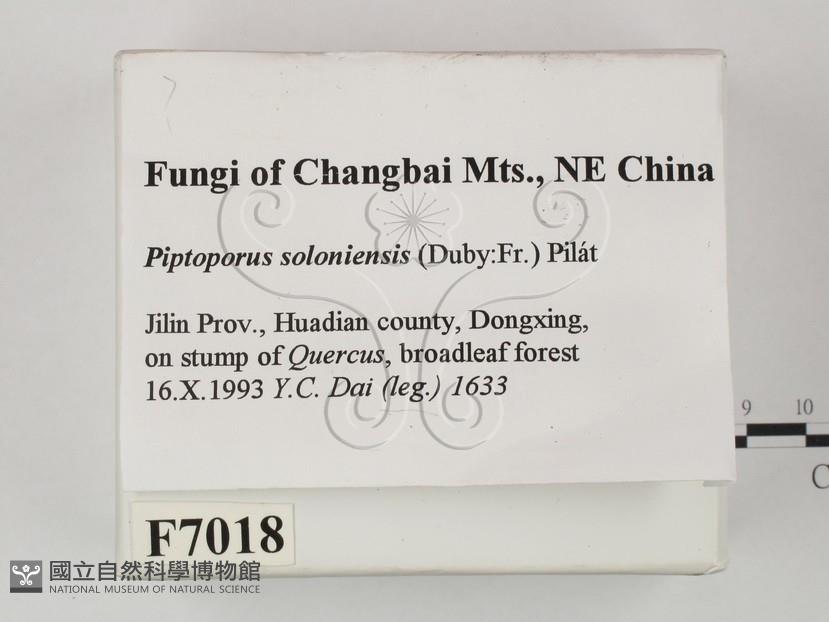 Fungi of Changbai Mts., NE China
Piptoporus soloniensis (Duby:Fr.) Pilát
Jilin Prov., Huadian county, Dongxing,
on stump of Quercus, broadleaf forest
16.X.1993 Y.C. Dai (leg.) 1633
9 10
C
F7018
國立自然科學博物館
NATIONAL MUSEUM OF NATURAL SCIENCE